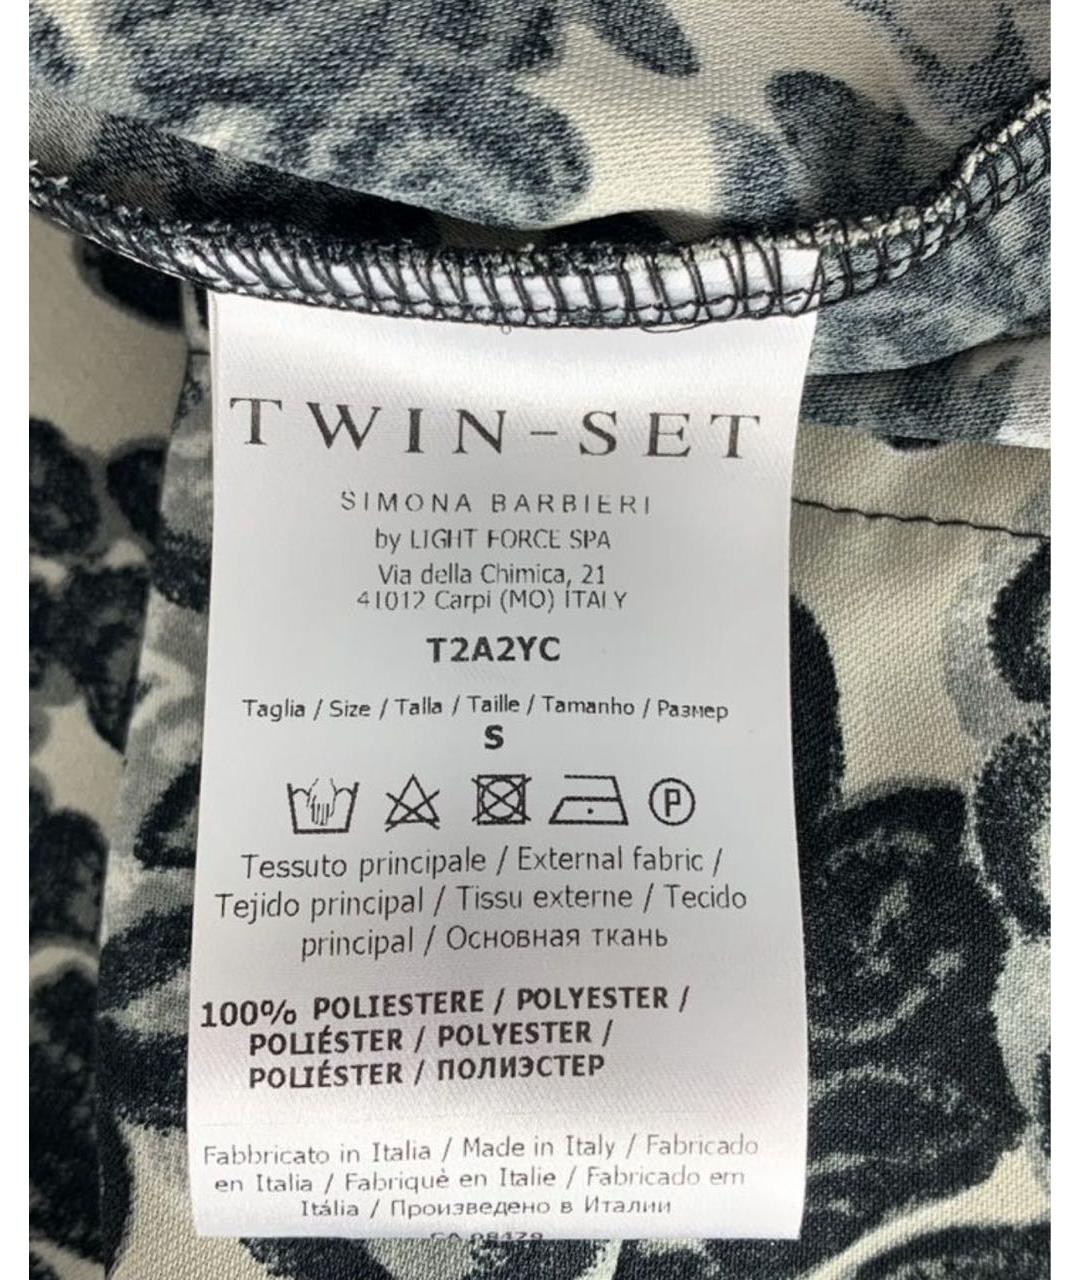 TWIN-SET
SIMONA BARBIERI
by LIGHT FORCE SPA
Via della Chimica, 21
41012 Carpi (MO) ITALY
T2A2YC
Taglia / Size / Talla / Taille / Tamanho / Размер
S
P
Tessuto principale / External fabric /
Tejido principal / Tissu externe / Tecido
principal / Основная ткань
100% POLIESTERE / POLYESTER /
POLIÉSTER / POLYESTER /
POLIÉSTER / ПОЛИЭСТЕР
Fabbricato in Italia / Made in Italy / Fabricado
en Italia / Fabriquè en Italie / Fabricado em
Itália / Произведено в Италии